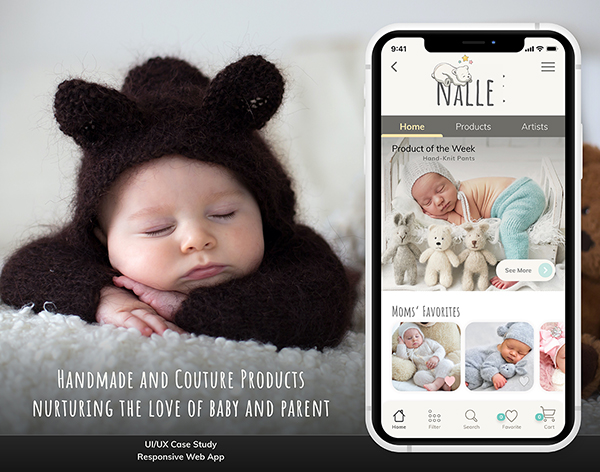 9:41
NALLE :
Home Products Artists
Product of the Week
Hand-Knit Pants
See More
Moms' Favorites
Home Filter Search 0 Favorite 0 Cart
Handmade and Couture Products
nurturing the love of baby and parent
UI/UX Case Study
Responsive Web App